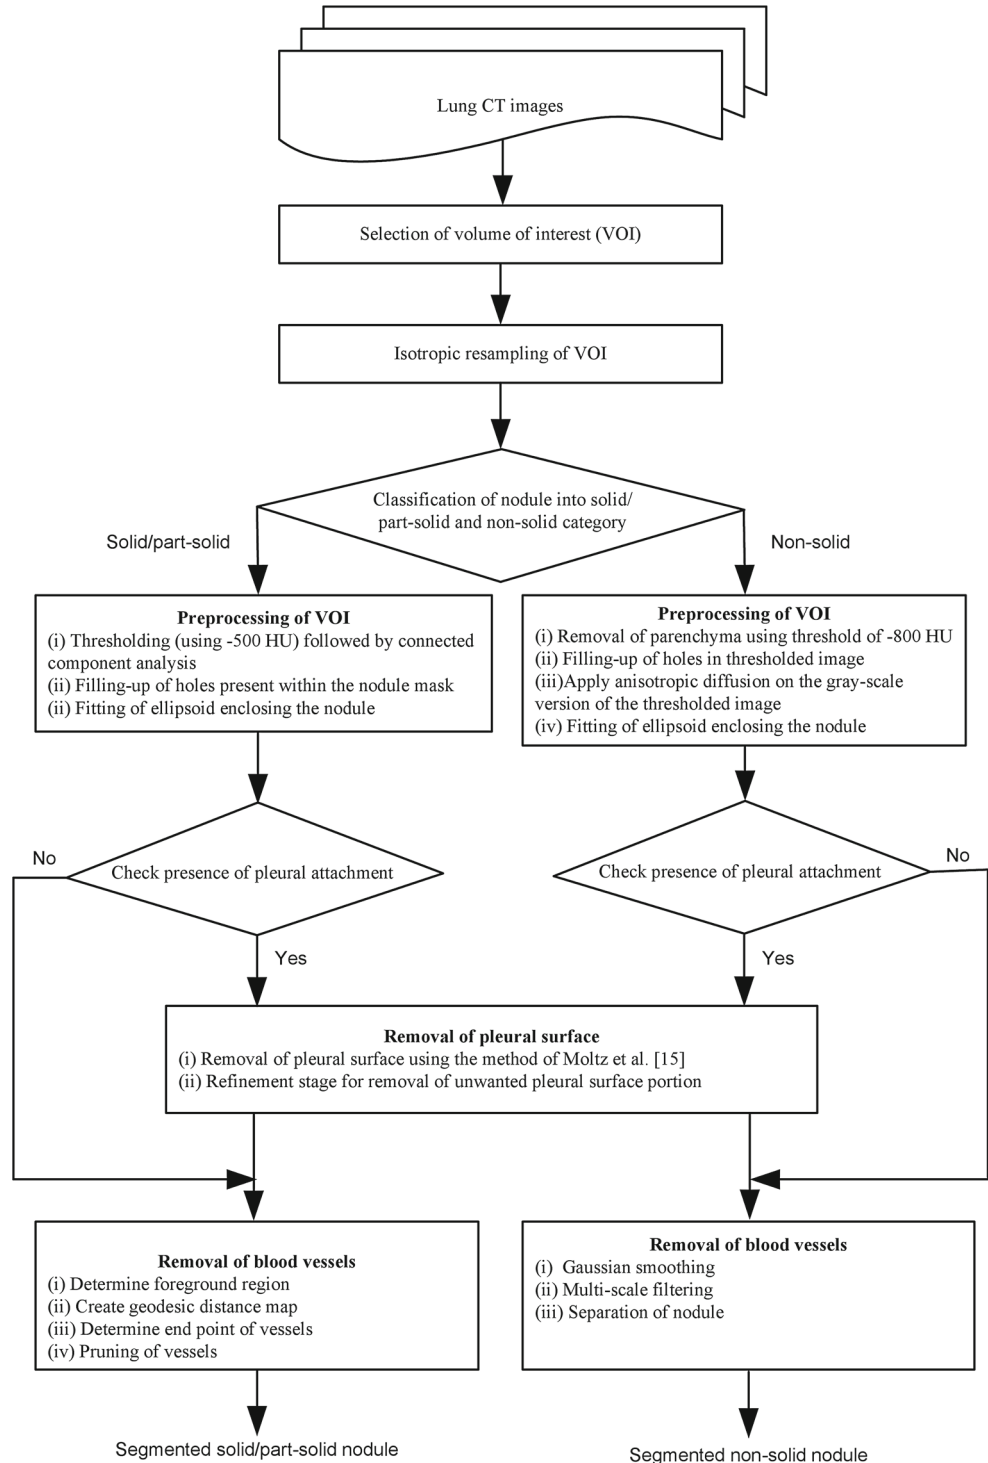 Lung CT images
Selection of volume of interest (VOI)
Isotropic resampling of VOI
Classification of nodule into solid/
part-solid and non-solid category
Solid/part-solid
Non-solid
Preprocessing of VOI
(i) Thresholding (using -500 HU) followed by connected
component analysis
(ii) Filling-up of holes present within the nodule mask
(ii) Fitting of ellipsoid enclosing the nodule
Preprocessing of VOI
(i) Removal of parenchyma using threshold of -800 HU
(ii) Filling-up of holes in thresholded image
(iii)Apply anisotropic diffusion on the gray-scale
version of the thresholded image
(iv) Fitting of ellipsoid enclosing the nodule
No
Check presence of pleural attachment
Yes
Check presence of pleural attachment
No
Yes
Removal of pleural surface
(i) Removal of pleural surface using the method of Moltz et al. [15]
(ii) Refinement stage for removal of unwanted pleural surface portion
Removal of blood vessels
(i) Determine foreground region
(ii) Create geodesic distance map
(iii) Determine end point of vessels
(iv) Pruning of vessels
Removal of blood vessels
(i) Gaussian smoothing
(ii) Multi-scale filtering
(iii) Separation of nodule
Segmented solid/part-solid nodule
Segmented non-solid nodule